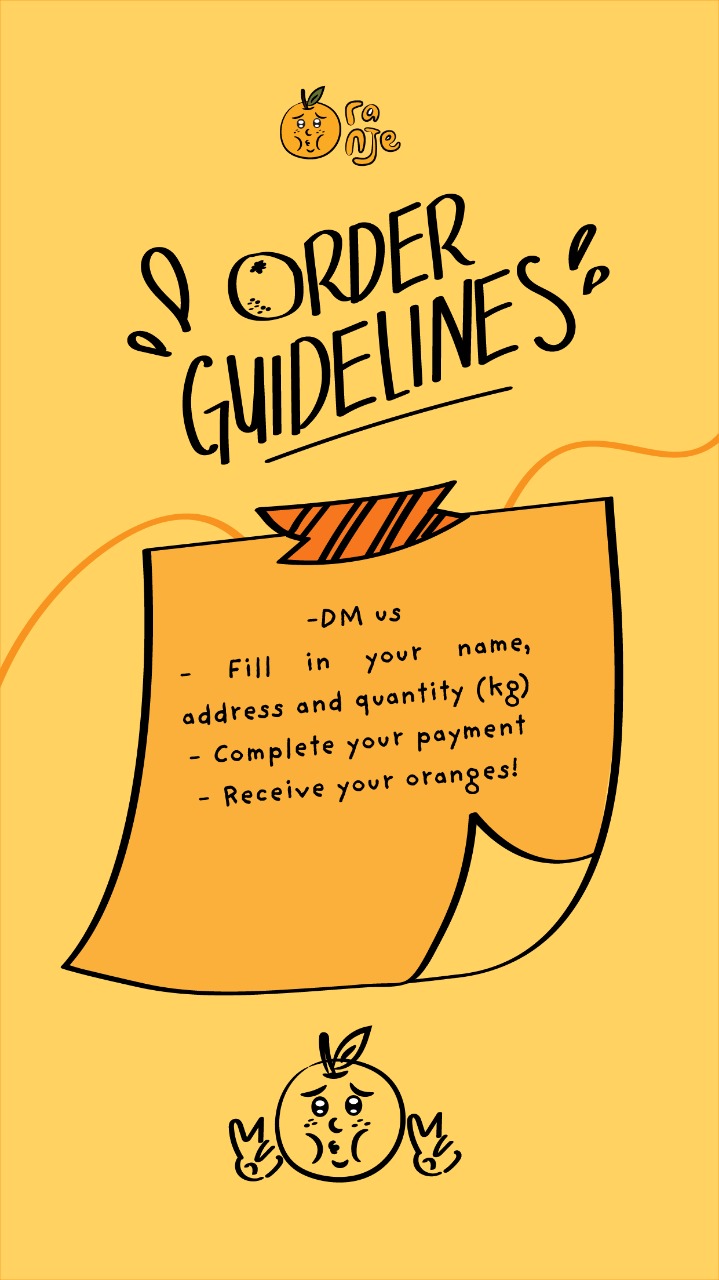 ranje
ORDER
GUIDELINES
-DM us
- Fill in your name,
address and quantity (kg)
- Complete your payment
- Receive your oranges!